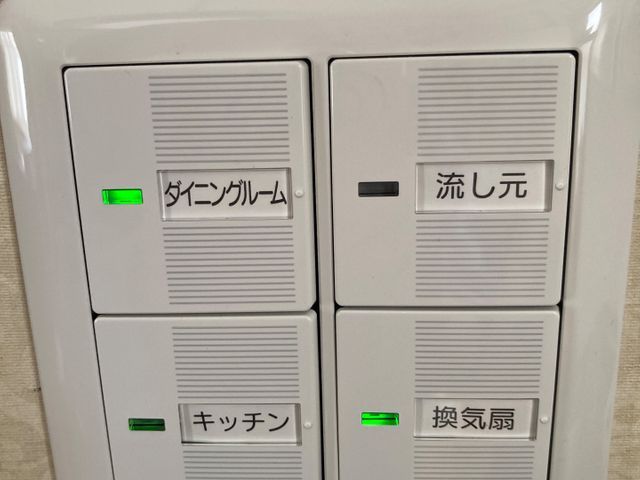 ダイニングルーム
流し元
キッチン
換気扇